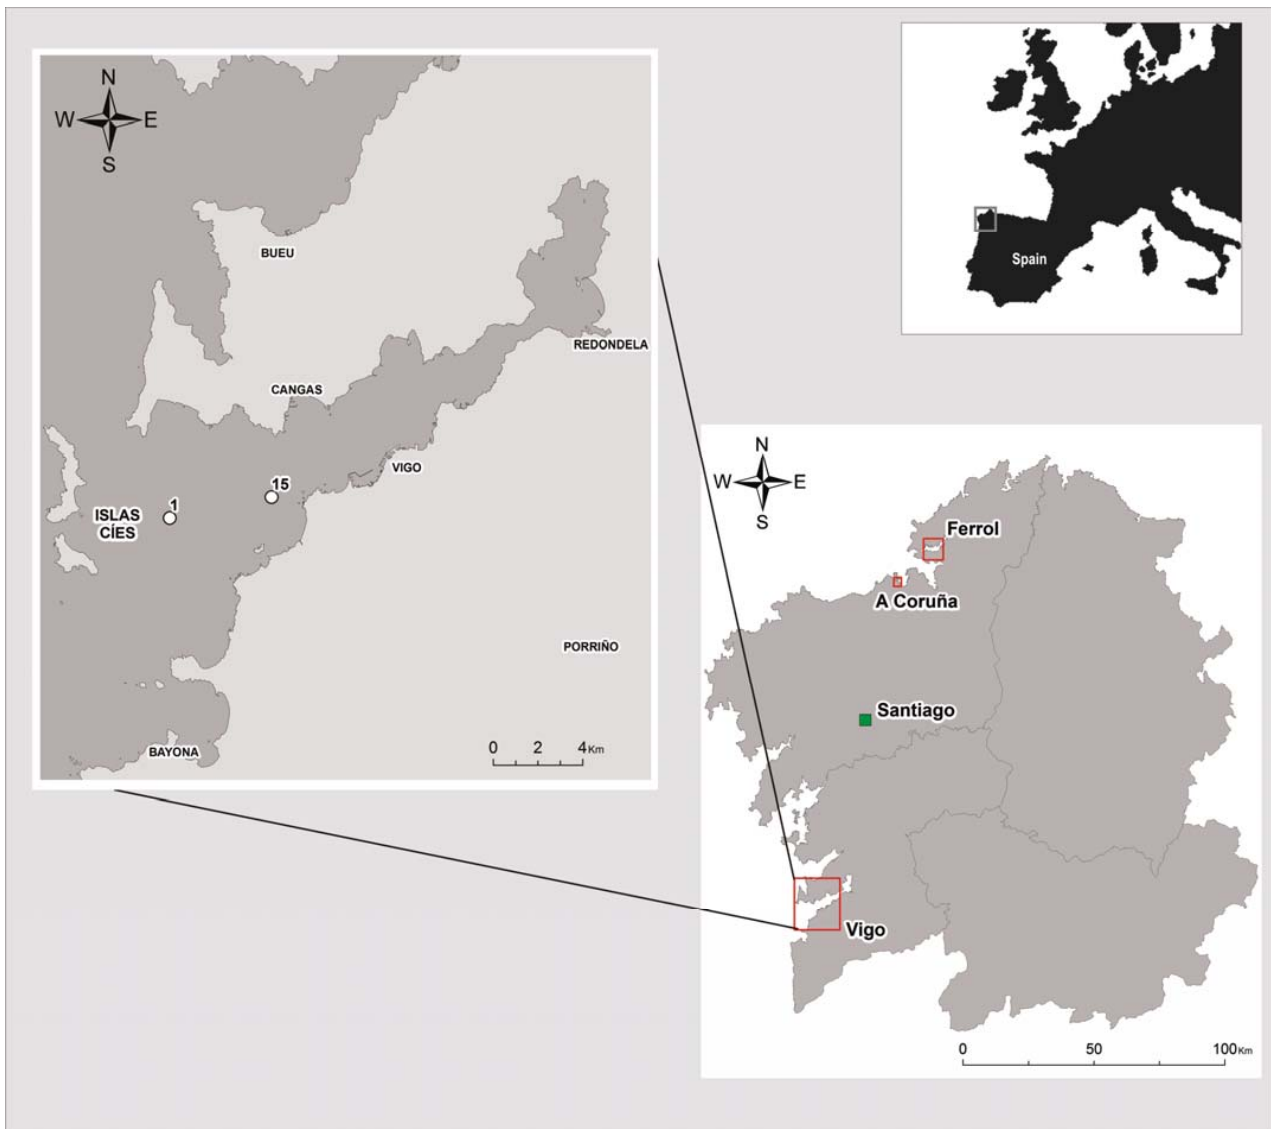 N
W E
S
BUEU
REDONDELA
CANGAS
VIGO
15
1
ISLAS
CÍES
PORRIÑO
BAYONA
0 2 4 Km
Spain
N
W E
S
Ferrol
A Coruña
Santiago
Vigo
0 50 100 Km